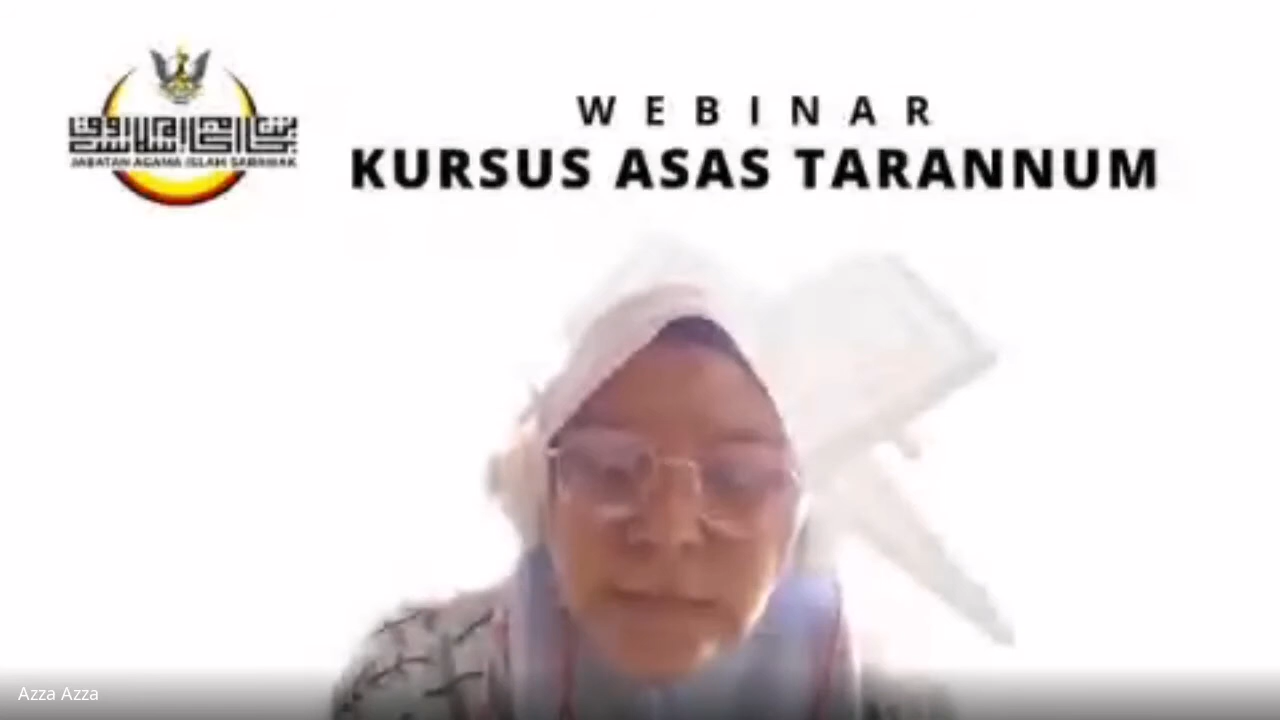 JABATAN AGAMA ISLAM SARAWAK
WEBINAR
KURSUS ASAS TARANNUM
Azza Azza